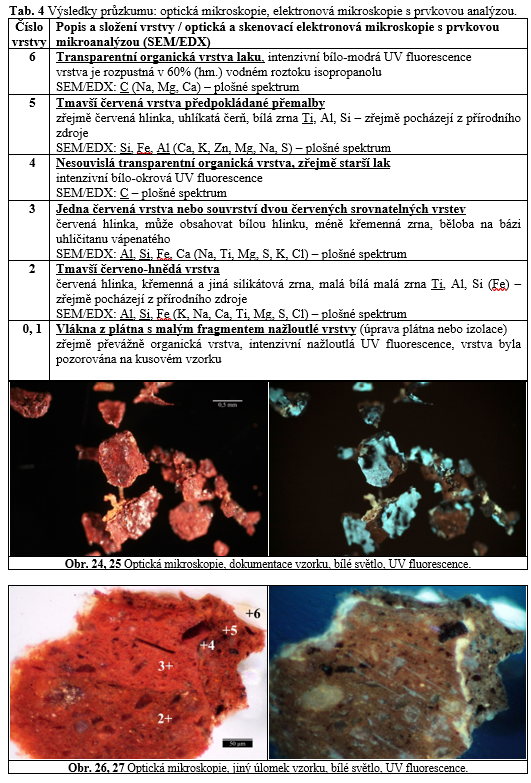 Tab. 4 Výsledky průzkumu: optická mikroskopie, elektronová mikroskopie s prvkovou analýzou.
Číslo vrstvy
Popis a složení vrstvy / optická a skenovací elektronová mikroskopie s prvkovou
mikroanalýzou (SEM/EDX)
6
Transparentní organická vrstva laku, intenzivní bílo-modrá UV fluorescence
vrstva je rozpustná v 60% (hm.) vodném roztoku isopropanolu
SEM/EDX: C (Na, Mg, Ca) – plošné spektrum
5
Tmavší červená vrstva předpokládané přemalby
zřejmě červená hlinka, uhlíkatá čerň, bílá zrna Ti, Al, Si – zřejmě pocházejí z přírodního
zdroje
SEM/EDX: Si, Fe, Al (Ca, K, Zn, Mg, Na, S) – plošné spektrum
4
Nesouvislá transparentní organická vrstva, zřejmě starší lak
intenzivní bílo-okrová UV fluorescence
SEM/EDX: C – plošné spektrum
3
Jedna červená vrstva nebo souvrství dvou červených srovnatelných vrstev
červená hlinka, může obsahovat bílou hlinku, méně křemenná zrna, běloba na bázi
uhličitanu vápenatého
SEM/EDX: Al, Si, Fe, Ca (Na, Ti, Mg, S, K, Cl) – plošné spektrum
2
Tmavší červeno-hnědá vrstva
červená hlinka, křemenná a jiná silikátová zrna, malá bílá malá zrna Ti, Al, Si (Fe) –
zřejmě pocházejí z přírodního zdroje
SEM/EDX: Al, Si, Fe (K, Na, Ca, Ti, Mg, S, Cl) – plošné spektrum
0, 1
Vlákna z plátna s malým fragmentem nažloutlé vrstvy (úprava plátna nebo izolace)
zřejmě převážně organická vrstva, intenzivní nažloutlá UV fluorescence, vrstva byla
pozorována na kusovém vzorku
0,5 mm
Obr. 24, 25 Optická mikroskopie, dokumentace vzorku, bílé světlo, UV fluorescence.
+6
+5
+4
3+
2+
50 µm
Obr. 26, 27 Optická mikroskopie, jiný úlomek vzorku, bílé světlo, UV fluorescence.